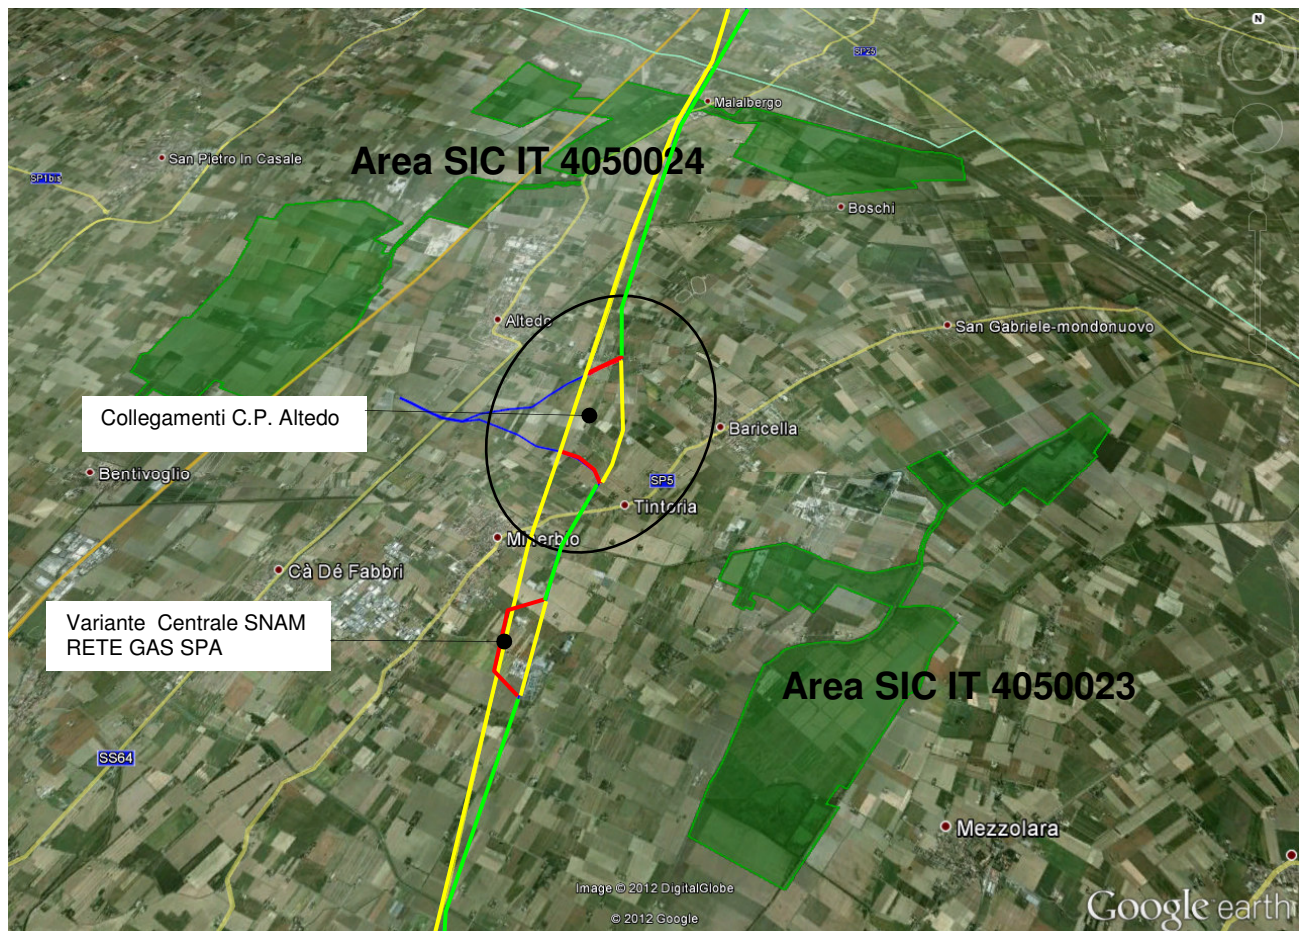 N
SP25
Malalbergo
San Pietro In Casale
Area SIC IT 4050024
SP1bis
Boschi
Altedo
San Gabriele-mondonuovo
Collegamenti C.P. Altedo
Baricella
Bentivoglio
SP5
Tintoria
Minerbio
Cà Dé Fabbri
Variante Centrale SNAM
RETE GAS SPA
Area SIC IT 4050023
SS64
Mezzolara
Image © 2012 DigitalGlobe
© 2012 Google
Google earth